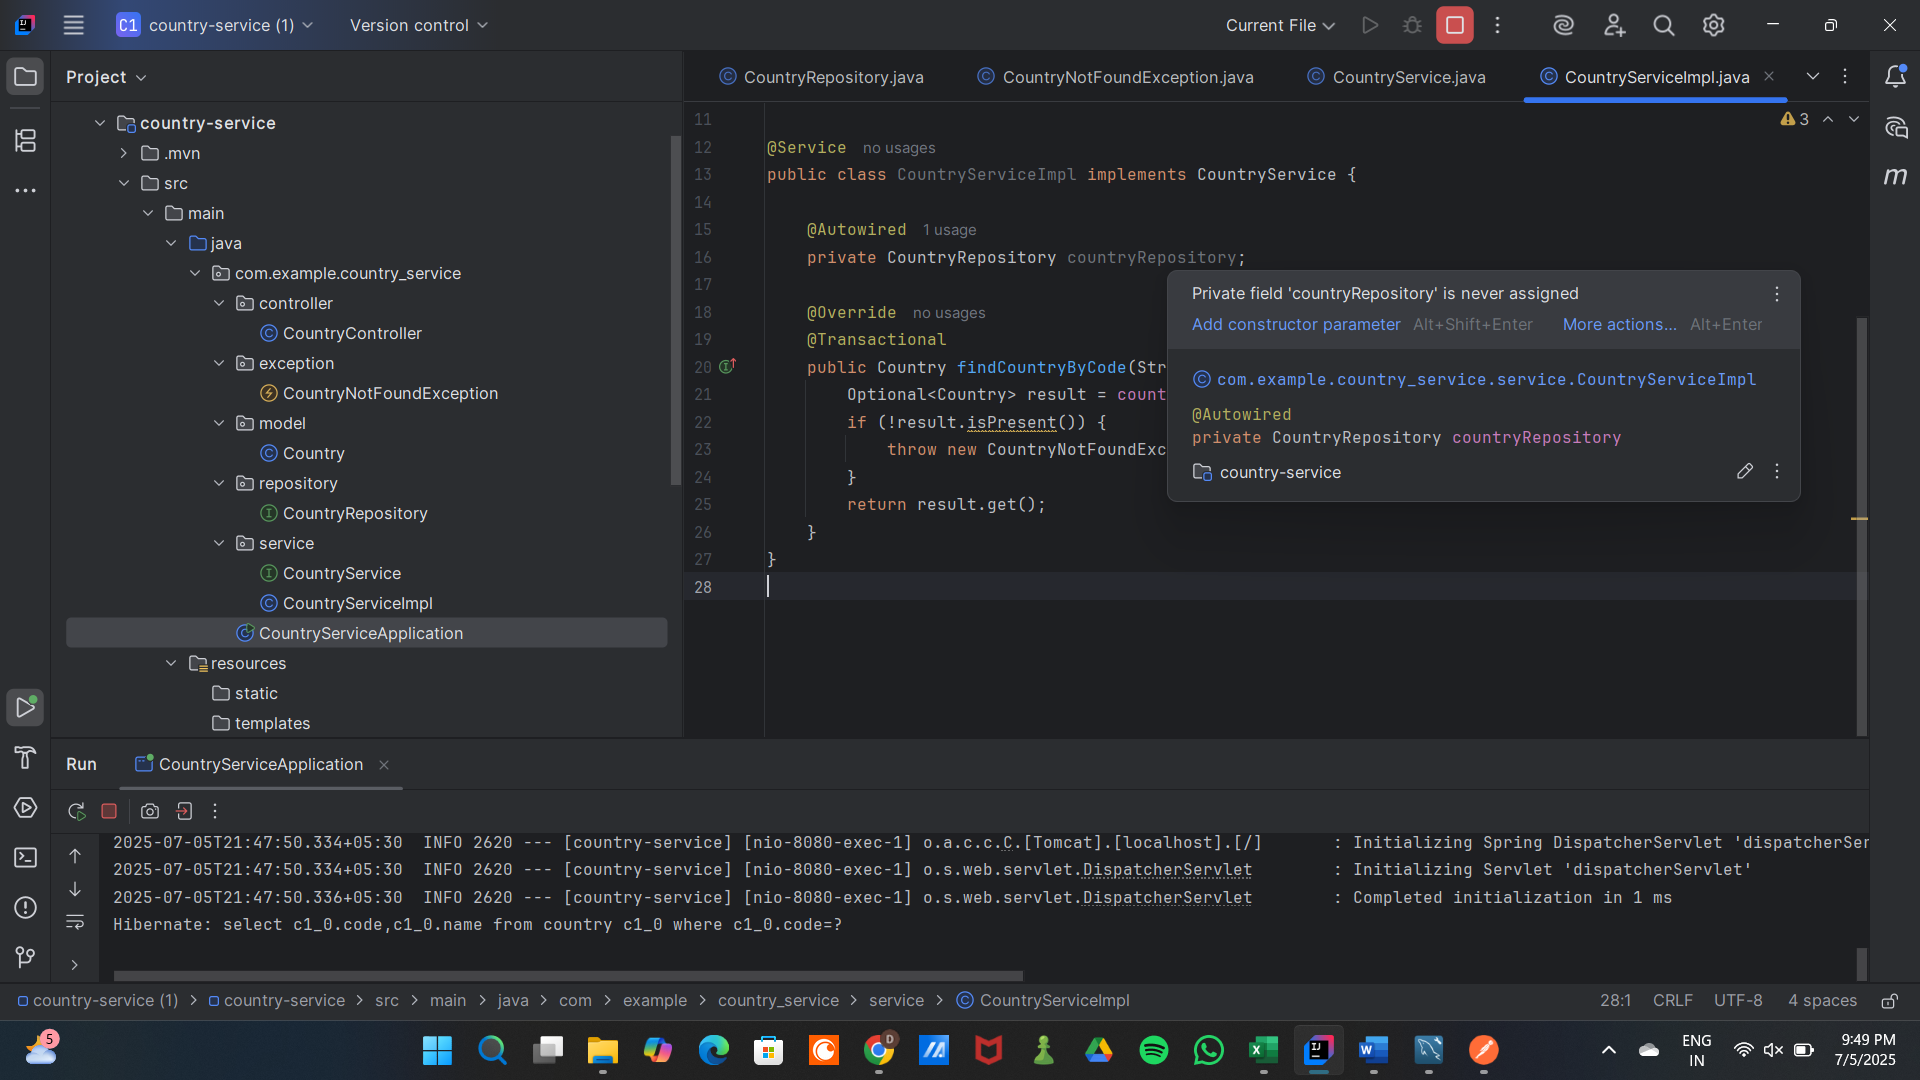 C1 country-service (1) Version control Current File
Project
CountryRepository.java CountryNotFoundException.java CountryService.java CountryServiceImpl.java
country-service
.mvn
src
main
java
com.example.country_service
controller
CountryController
exception
CountryNotFoundException
model
Country
repository
CountryRepository
service
CountryService
CountryServiceImpl
CountryServiceApplication
resources
static
templates
3
11
12 @Service no usages
13 public class CountryServiceImpl implements CountryService {
14
15 @Autowired 1 usage
16 private CountryRepository countryRepository;
17
18 @Override no usages
19 @Transactional
20 public Country findCountryByCode(Str
21 Optional<Country> result = count
22 if (!result.isPresent()) {
23 throw new CountryNotFoundExc
24 }
25 return result.get();
26 }
27 }
28
Private field 'countryRepository' is never assigned
Add constructor parameter Alt+Shift+Enter More actions... Alt+Enter
com.example.country_service.service.CountryServiceImpl
@Autowired
private CountryRepository countryRepository
country-service
m
Run CountryServiceApplication
2025-07-05T21:47:50.334+05:30 INFO 2620 --- [country-service] [nio-8080-exec-1] o.a.c.c.C.[Tomcat].[localhost].[/] : Initializing Spring DispatcherServlet 'dispatcherSer
2025-07-05T21:47:50.334+05:30 INFO 2620 --- [country-service] [nio-8080-exec-1] o.s.web.servlet.DispatcherServlet : Initializing Servlet 'dispatcherServlet'
2025-07-05T21:47:50.336+05:30 INFO 2620 --- [country-service] [nio-8080-exec-1] o.s.web.servlet.DispatcherServlet : Completed initialization in 1 ms
Hibernate: select c1_0.code,c1_0.name from country c1_0 where c1_0.code=?
country-service (1) > country-service > src > main > java > com > example > country_service > service > CountryServiceImpl 28:1 CRLF UTF-8 4 spaces
5 ENG 9:49 PM
IN 7/5/2025